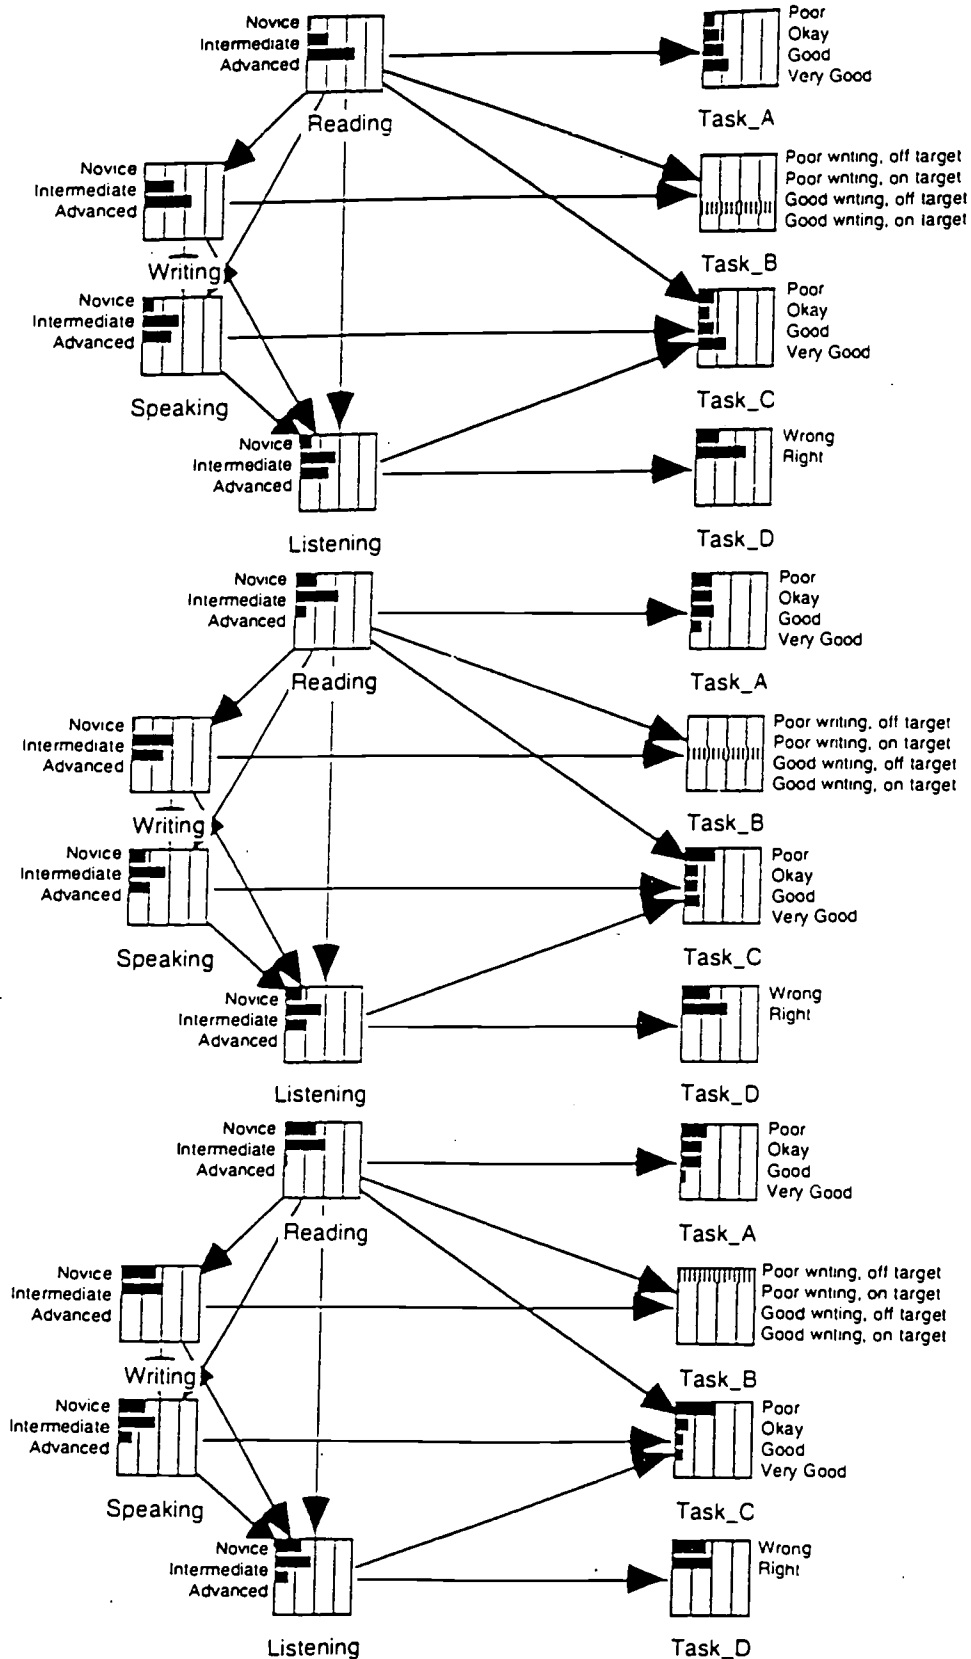 Novice
Intermediate
Advanced
Reading
Poor
Okay
Good
Very Good
Task_A
Novice
Intermediate
Advanced
Writing
Poor writing, off target
Poor writing, on target
Good writing, off target
Good writing, on target
Task_B
Novice
Intermediate
Advanced
Speaking
Poor
Okay
Good
Very Good
Task_C
Novice
Intermediate
Advanced
Listening
Wrong
Right
Task_D
Novice
Intermediate
Advanced
Reading
Poor
Okay
Good
Very Good
Task_A
Novice
Intermediate
Advanced
Writing
Poor writing, off target
Poor writing, on target
Good writing, off target
Good writing, on target
Task_B
Novice
Intermediate
Advanced
Speaking
Poor
Okay
Good
Very Good
Task_C
Novice
Intermediate
Advanced
Listening
Wrong
Right
Task_D
Novice
Intermediate
Advanced
Reading
Poor
Okay
Good
Very Good
Task_A
Novice
Intermediate
Advanced
Writing
Poor writing, off target
Poor writing, on target
Good writing, off target
Good writing, on target
Task_B
Novice
Intermediate
Advanced
Speaking
Poor
Okay
Good
Very Good
Task_C
Novice
Intermediate
Advanced
Listening
Wrong
Right
Task_D